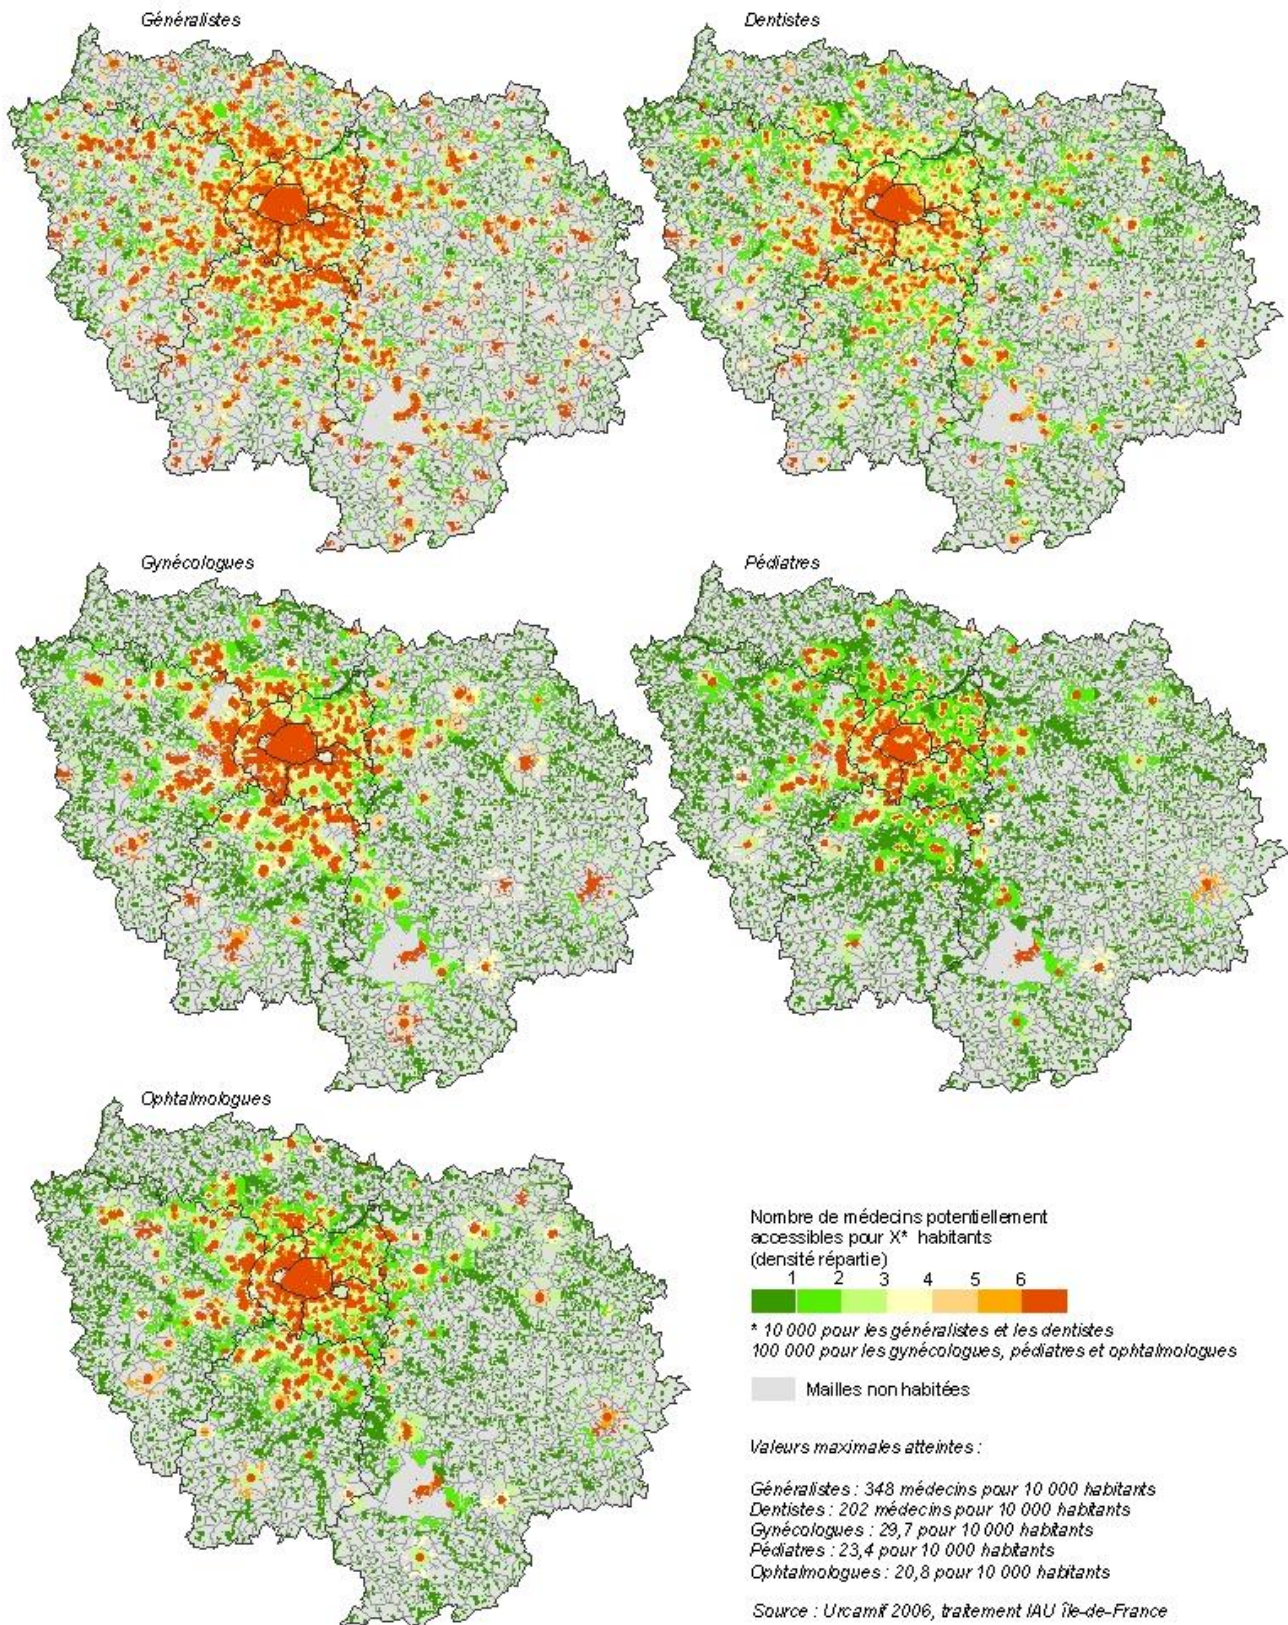 Généralistes
Dentistes
Gynécologues
Pédiatres
Ophtalmologues
Nombre de médecins potentiellement
accessibles pour X* habitants
(densité répartie)
1 2 3 4 5 6
* 10 000 pour les généralistes et les dentistes
100 000 pour les gynécologues, pédiatres et ophtalmologues
Mailles non habitées
Valeurs maximales atteintes :
Généralistes : 348 médecins pour 10 000 habitants
Dentistes : 202 médecins pour 10 000 habitants
Gynécologues : 29,7 pour 10 000 habitants
Pédiatres : 23,4 pour 10 000 habitants
Ophtalmologues : 20,8 pour 10 000 habitants
Source : Urcamif 2006, traitement IAU île-de-France